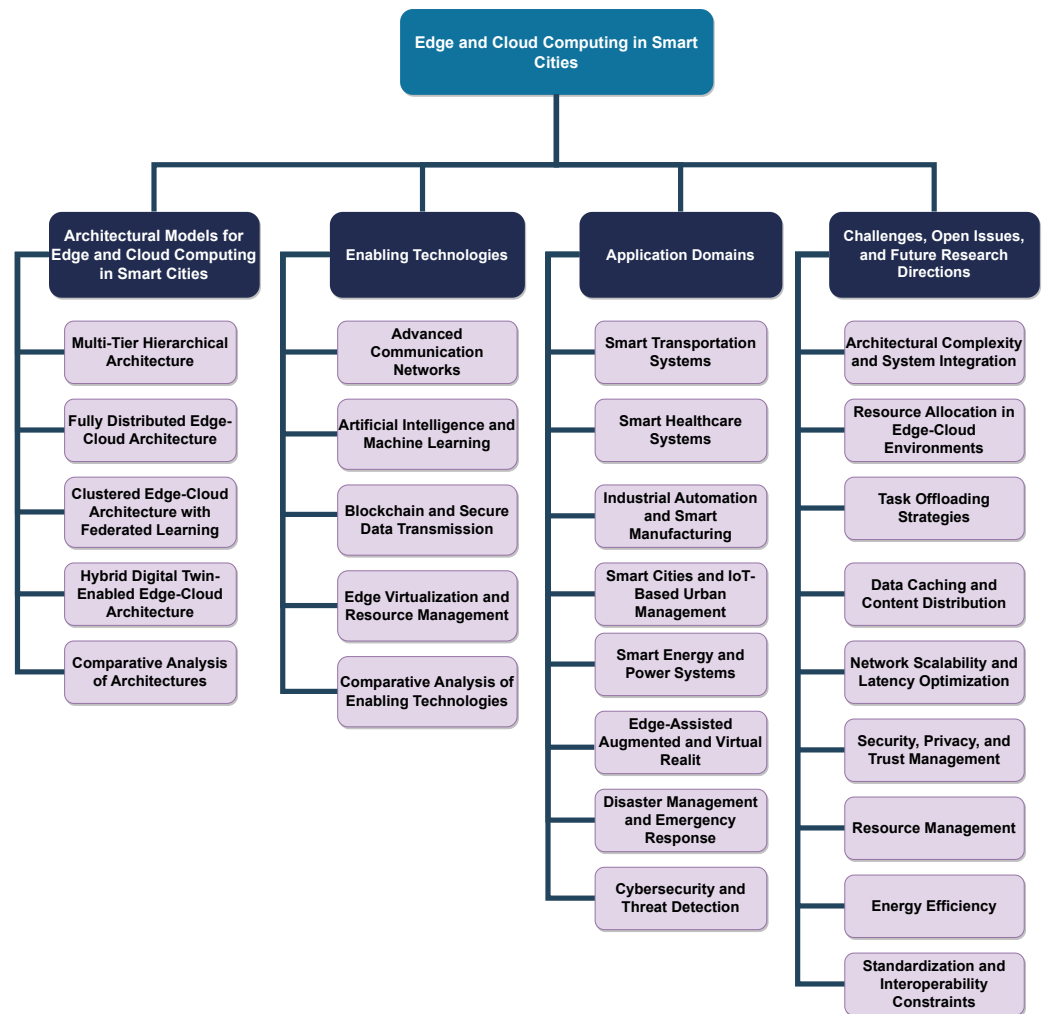 Edge and Cloud Computing in Smart
Cities
Architectural Models for
Edge and Cloud Computing
in Smart Cities
Multi-Tier Hierarchical
Architecture
Fully Distributed Edge-
Cloud Architecture
Clustered Edge-Cloud
Architecture with
Federated Learning
Hybrid Digital Twin-
Enabled Edge-Cloud
Architecture
Comparative Analysis
of Architectures
Enabling Technologies
Advanced
Communication
Networks
Artificial Intelligence and
Machine Learning
Blockchain and Secure
Data Transmission
Edge Virtualization and
Resource Management
Comparative Analysis of
Enabling Technologies
Application Domains
Smart Transportation
Systems
Smart Healthcare
Systems
Industrial Automation
and Smart
Manufacturing
Smart Cities and IoT-
Based Urban
Management
Smart Energy and
Power Systems
Edge-Assisted
Augmented and Virtual
Realit
Disaster Management
and Emergency
Response
Cybersecurity and
Threat Detection
Challenges, Open Issues,
and Future Research
Directions
Architectural Complexity
and System Integration
Resource Allocation in
Edge-Cloud
Environments
Task Offloading
Strategies
Data Caching and
Content Distribution
Network Scalability and
Latency Optimization
Security, Privacy, and
Trust Management
Resource Management
Energy Efficiency
Standardization and
Interoperability
Constraints